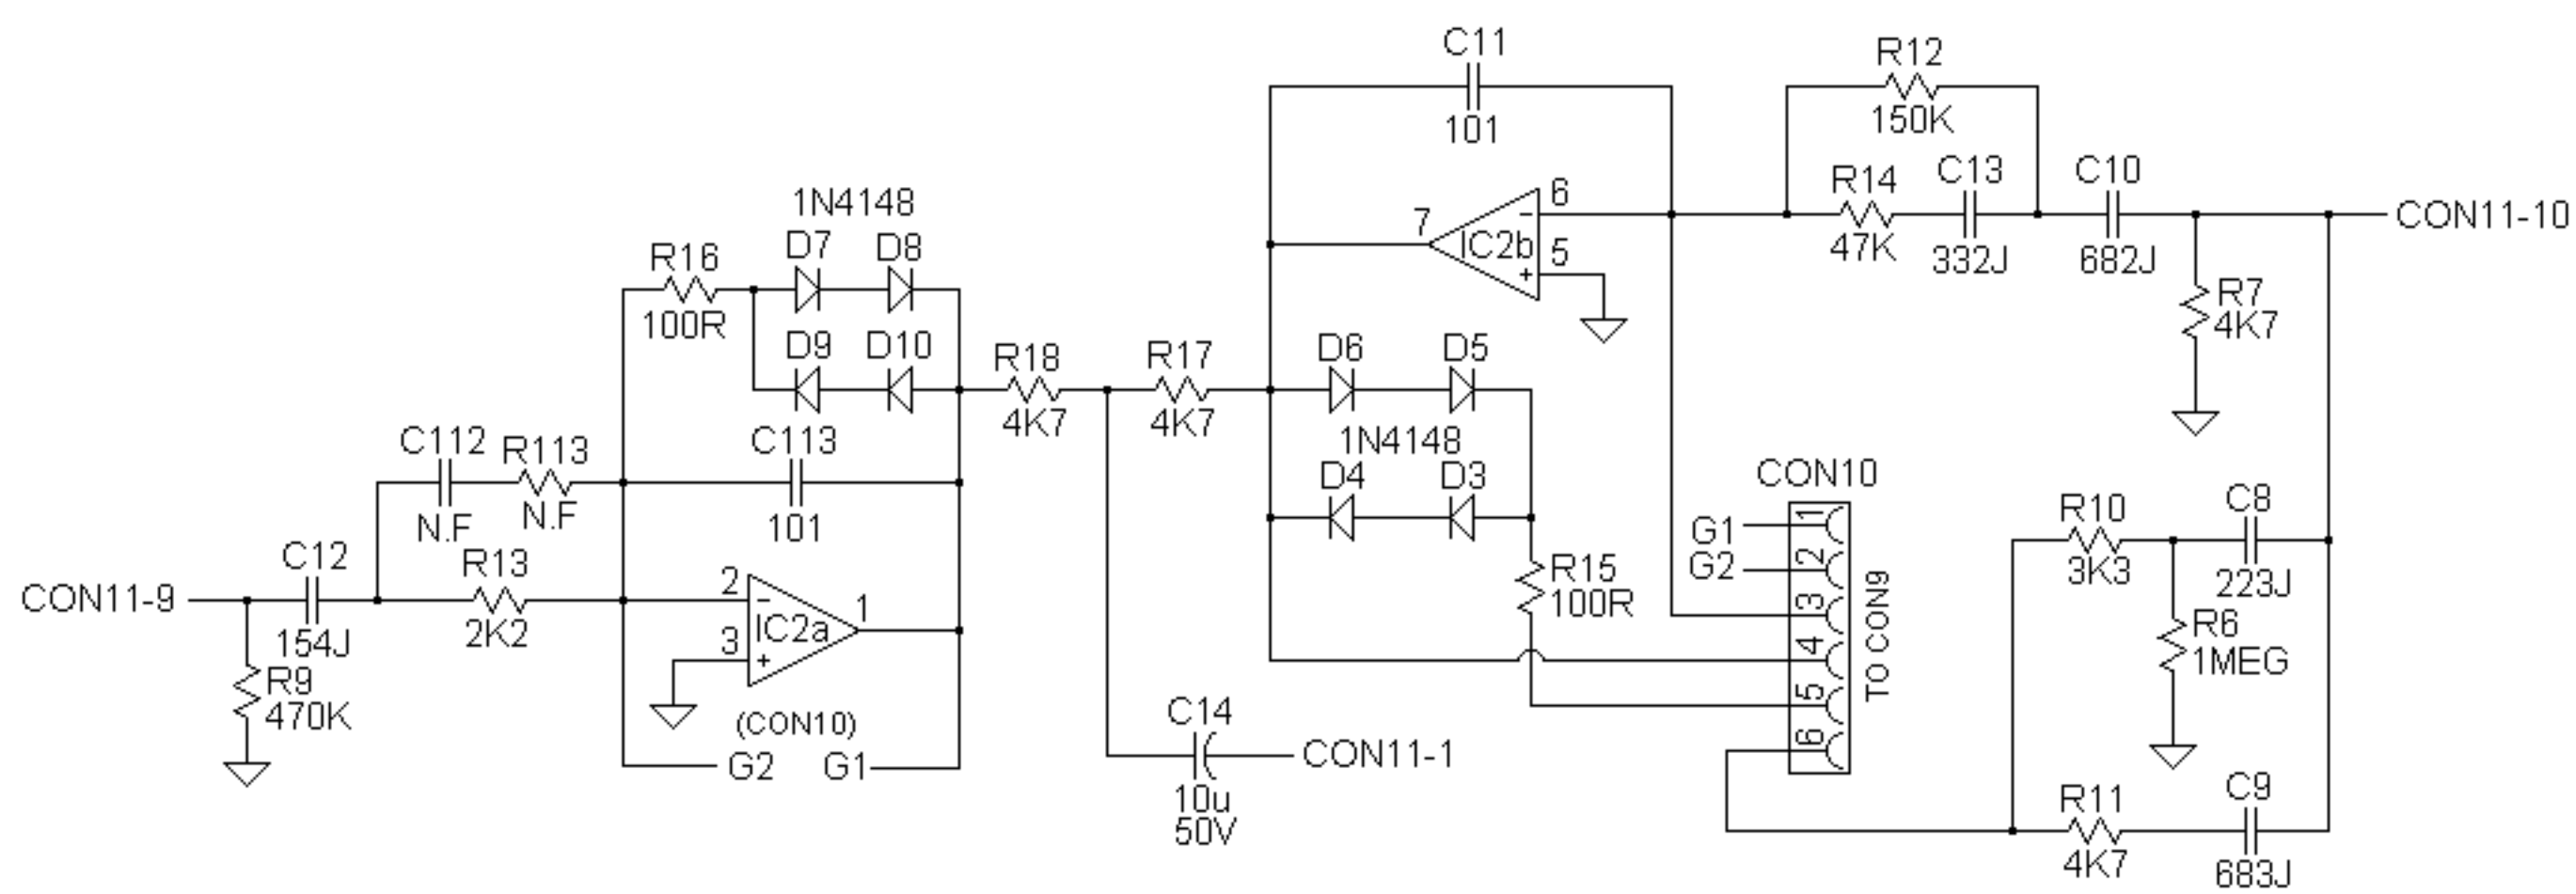 C11
101
R12
150K
R14
47K
C13
332J
C10
682J
CON11-10
R7
4K7
7
6
5
IC2b
-
+
1N4148
D7
D8
R16
100R
D9
D10
R18
4K7
R17
4K7
D6
D5
1N4148
D4
D3
R15
100R
C112
N.F
R113
N.F
C113
101
CON11-9
C12
154J
R13
2K2
R9
470K
2
3
1
IC2a
-
+
(CON10)
G2
G1
C14
10u
50V
CON11-1
CON10
G1
G2
1
2
3
4
5
6
TO CON9
R10
3K3
C8
223J
R6
1MEG
R11
4K7
C9
683J